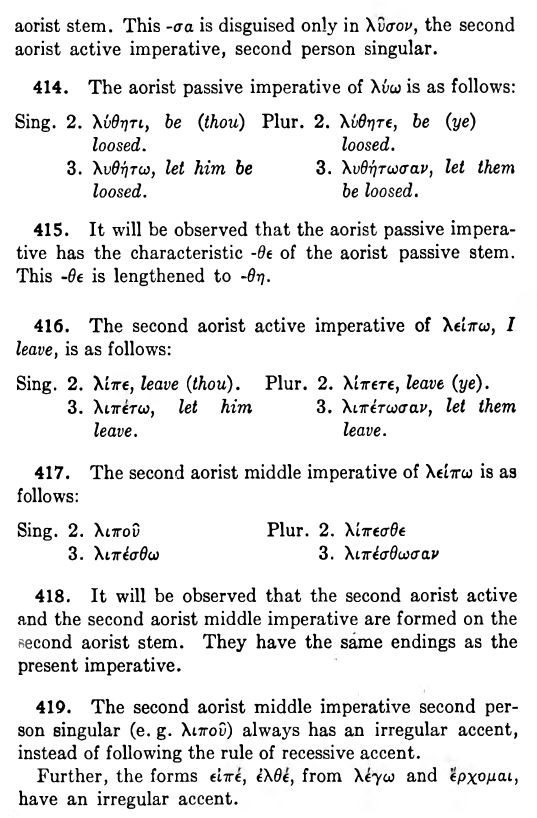 aorist stem. This -σα is disguised only in λῦσον, the second
aorist active imperative, second person singular.
414. The aorist passive imperative of λύω is as follows:
Sing. 2. λύθητι, be (thou) Plur. 2. λύθητε, be (ye)
loosed. loosed.
3. λυθήτω, let him be 3. λυθήτωσαν, let them
loosed. be loosed.
415. It will be observed that the aorist passive impera-
tive has the characteristic -θε of the aorist passive stem.
This -θε is lengthened to -θη.
416. The second aorist active imperative of λείπω, I
leave, is as follows:
Sing. 2. λίπε, leave (thou). Plur. 2. λίπετε, leave (ye).
3. λιπέτω, let him 3. λιπέτωσαν, let them
leave. leave.
417. The second aorist middle imperative of λείπω is as
follows:
Sing. 2. λιποῦ Plur. 2. λίπεσθε
3. λιπέσθω 3. λιπέσθωσαν
418. It will be observed that the second aorist active
and the second aorist middle imperative are formed on the
second aorist stem. They have the same endings as the
present imperative.
419. The second aorist middle imperative second per-
son singular (e. g. λιποῦ) always has an irregular accent,
instead of following the rule of recessive accent.
Further, the forms εἰπέ, ἐλθέ, from λέγω and ἔρχομαι,
have an irregular accent.